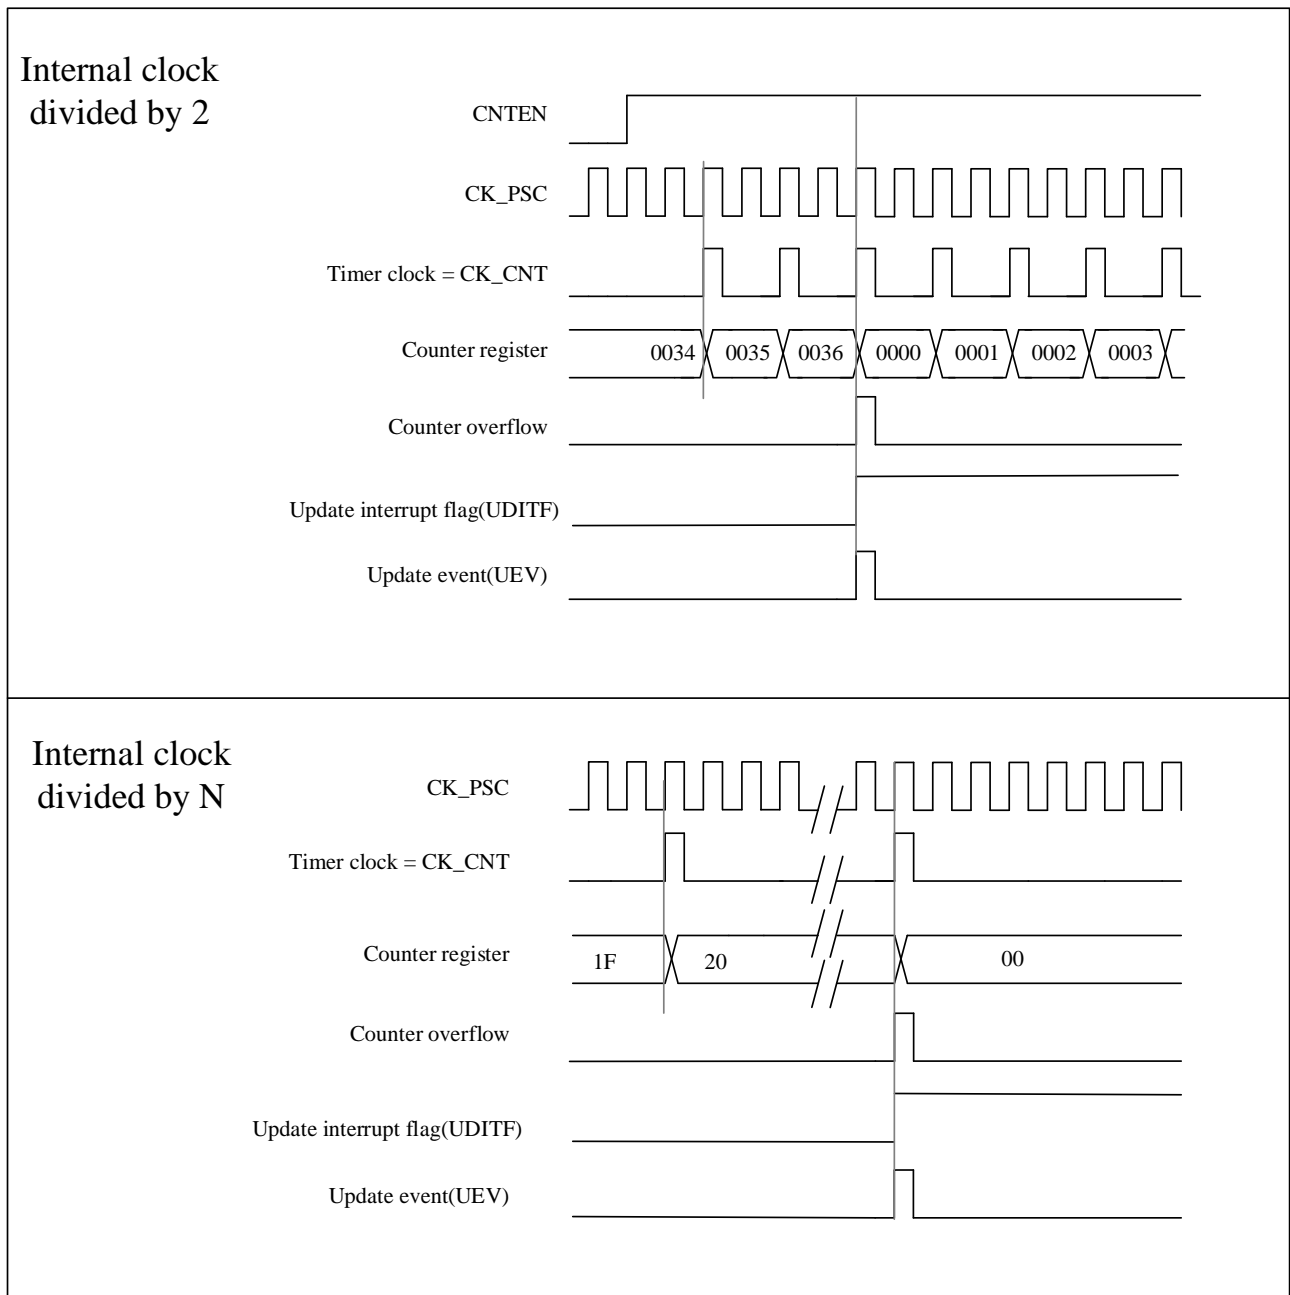 Internal clock
divided by 2
CNTEN
CK_PSC
Timer clock = CK_CNT
Counter register
0034 0035 0036 0000 0001 0002 0003
Counter overflow
Update interrupt flag(UDITF)
Update event(UEV)
Internal clock
divided by N
CK_PSC
Timer clock = CK_CNT
Counter register
1F 20 00
Counter overflow
Update interrupt flag(UDITF)
Update event(UEV)